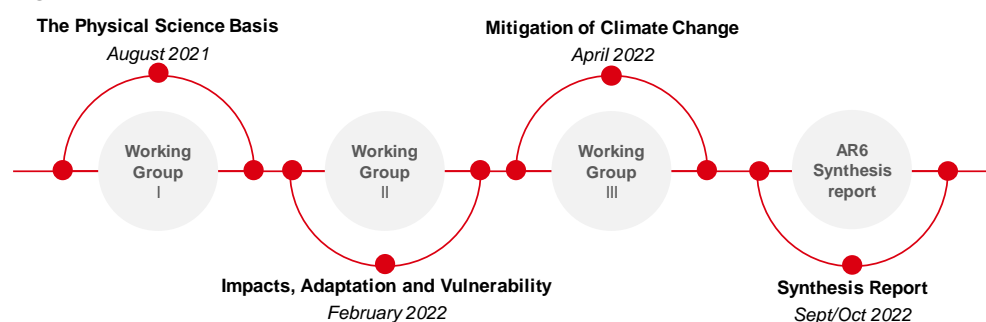 The Physical Science Basis
August 2021
Mitigation of Climate Change
April 2022
Working
Group
I
Working
Group
II
Working
Group
III
AR6
Synthesis
report
Impacts, Adaptation and Vulnerability
February 2022
Synthesis Report
Sept/Oct 2022